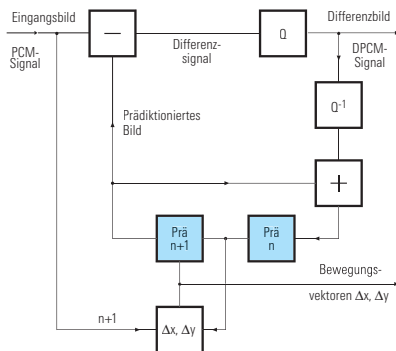 Eingangsbild
Differenzbild
PCM-
Signal
−
Differenz-
signal
Q
DPCM-
Signal
Q-1
Prädiktioniertes
Bild
+
Prä
n+1
Prä
n
Bewegungs-
vektoren Δx, Δy
n+1
Δx, Δy